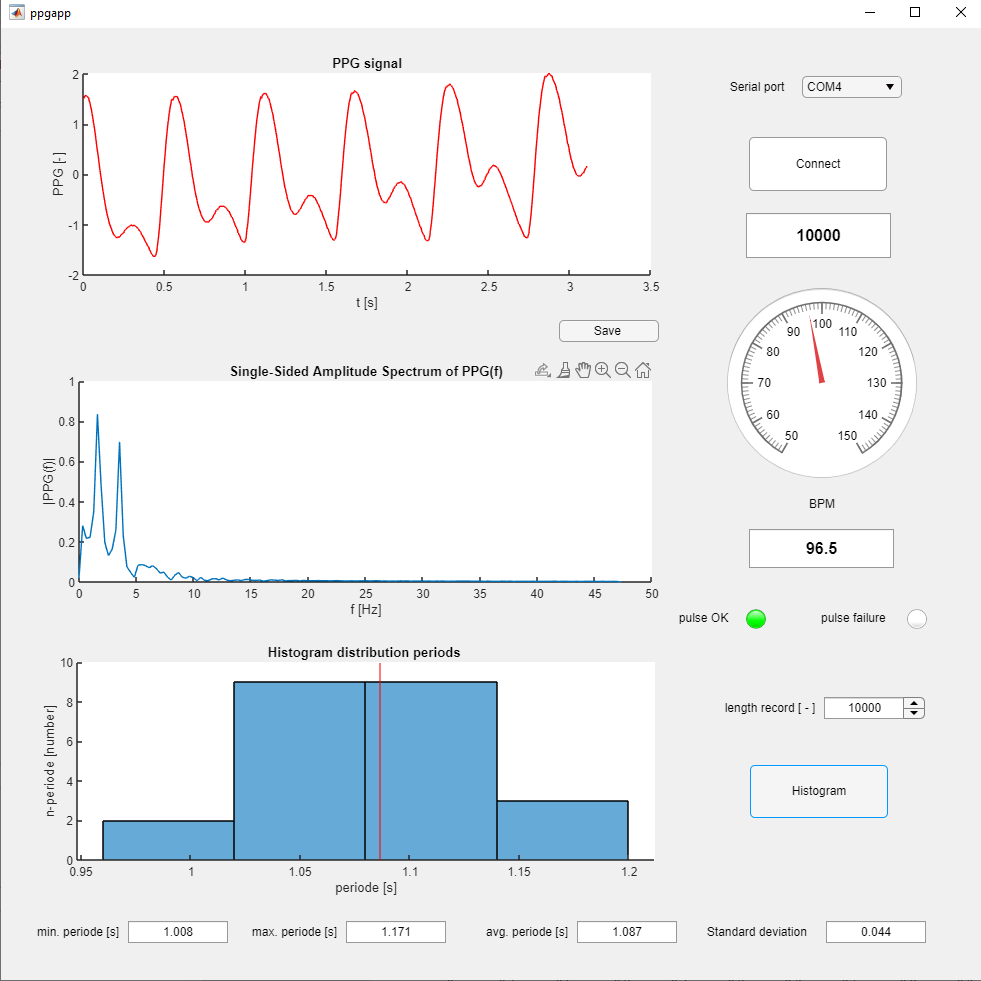 ppgapp
PPG signal
2
1
0
-1
-2
PPG [-]
0 0.5 1 1.5 2 2.5 3 3.5
t [s]
Serial port COM4
Connect
10000
Save
50 60 70 80 90 100 110 120 130 140 150
BPM
96.5
Single-Sided Amplitude Spectrum of PPG(f)
1
0.8
0.6
0.4
0.2
0
|PPG(f)|
0 5 10 15 20 25 30 35 40 45 50
f [Hz]
pulse OK pulse failure
Histogram distribution periods
10
8
6
4
2
0
n-periode [number]
0.95 1 1.05 1.1 1.15 1.2
periode [s]
length record [ - ] 10000
Histogram
min. periode [s] 1.008 max. periode [s] 1.171 avg. periode [s] 1.087 Standard deviation 0.044